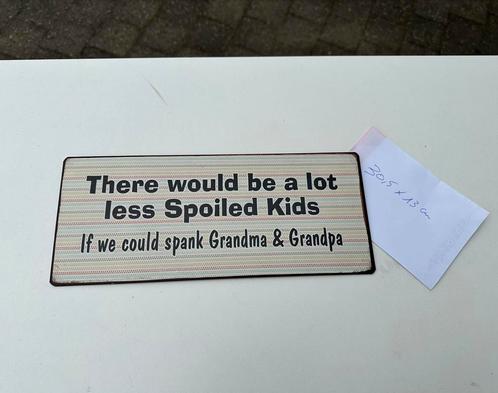 There would be a lot
less Spoiled Kids
If we could spank Grandma & Grandpa
30,5 x 13 cm